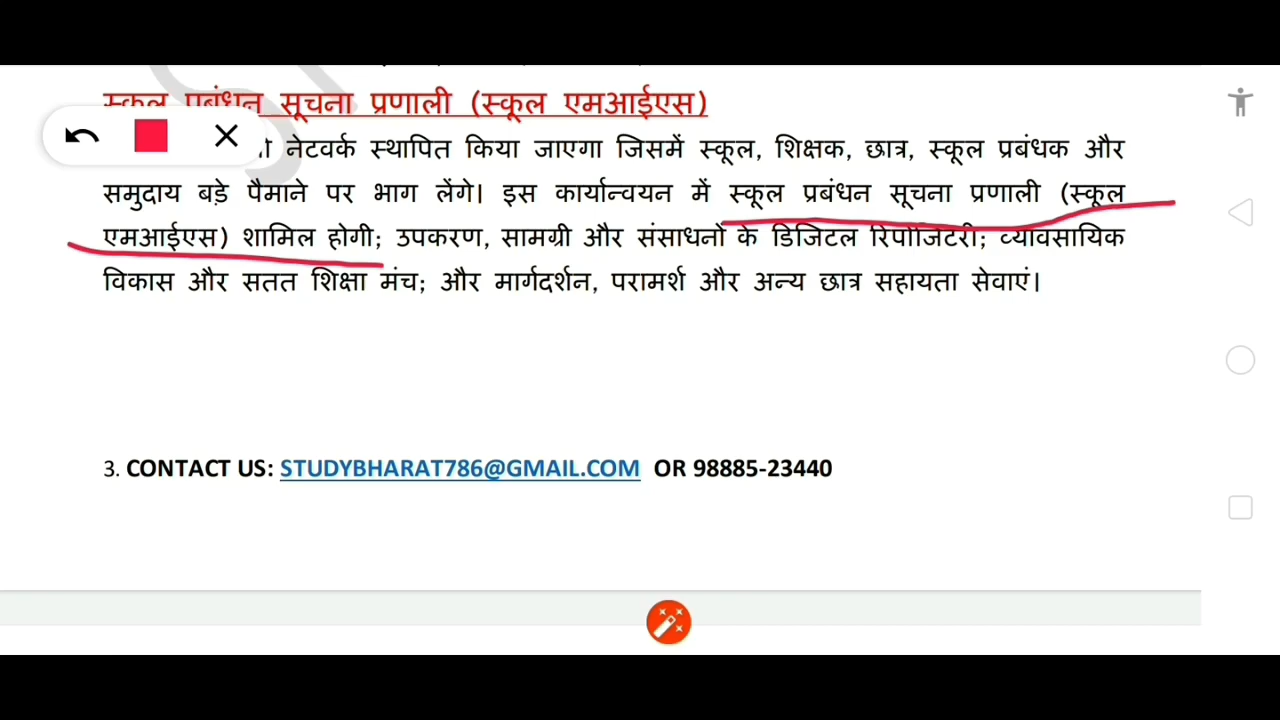 स्कूल प्रबंधन सूचना प्रणाली (स्कूल एमआईएस)
नेटवर्क स्थापित किया जाएगा जिसमें स्कूल, शिक्षक, छात्र, स्कूल प्रबंधक और
समुदाय बड़े पैमाने पर भाग लेंगे। इस कार्यान्वयन में स्कूल प्रबंधन सूचना प्रणाली (स्कूल
एमआईएस) शामिल होगी; उपकरण, सामग्री और संसाधनों के डिजिटल रिपॉजिटरी; व्यावसायिक
विकास और सतत शिक्षा मंच; और मार्गदर्शन, परामर्श और अन्य छात्र सहायता सेवाएं।
3. CONTACT US: STUDYBHARAT786@GMAIL.COM OR 98885-23440